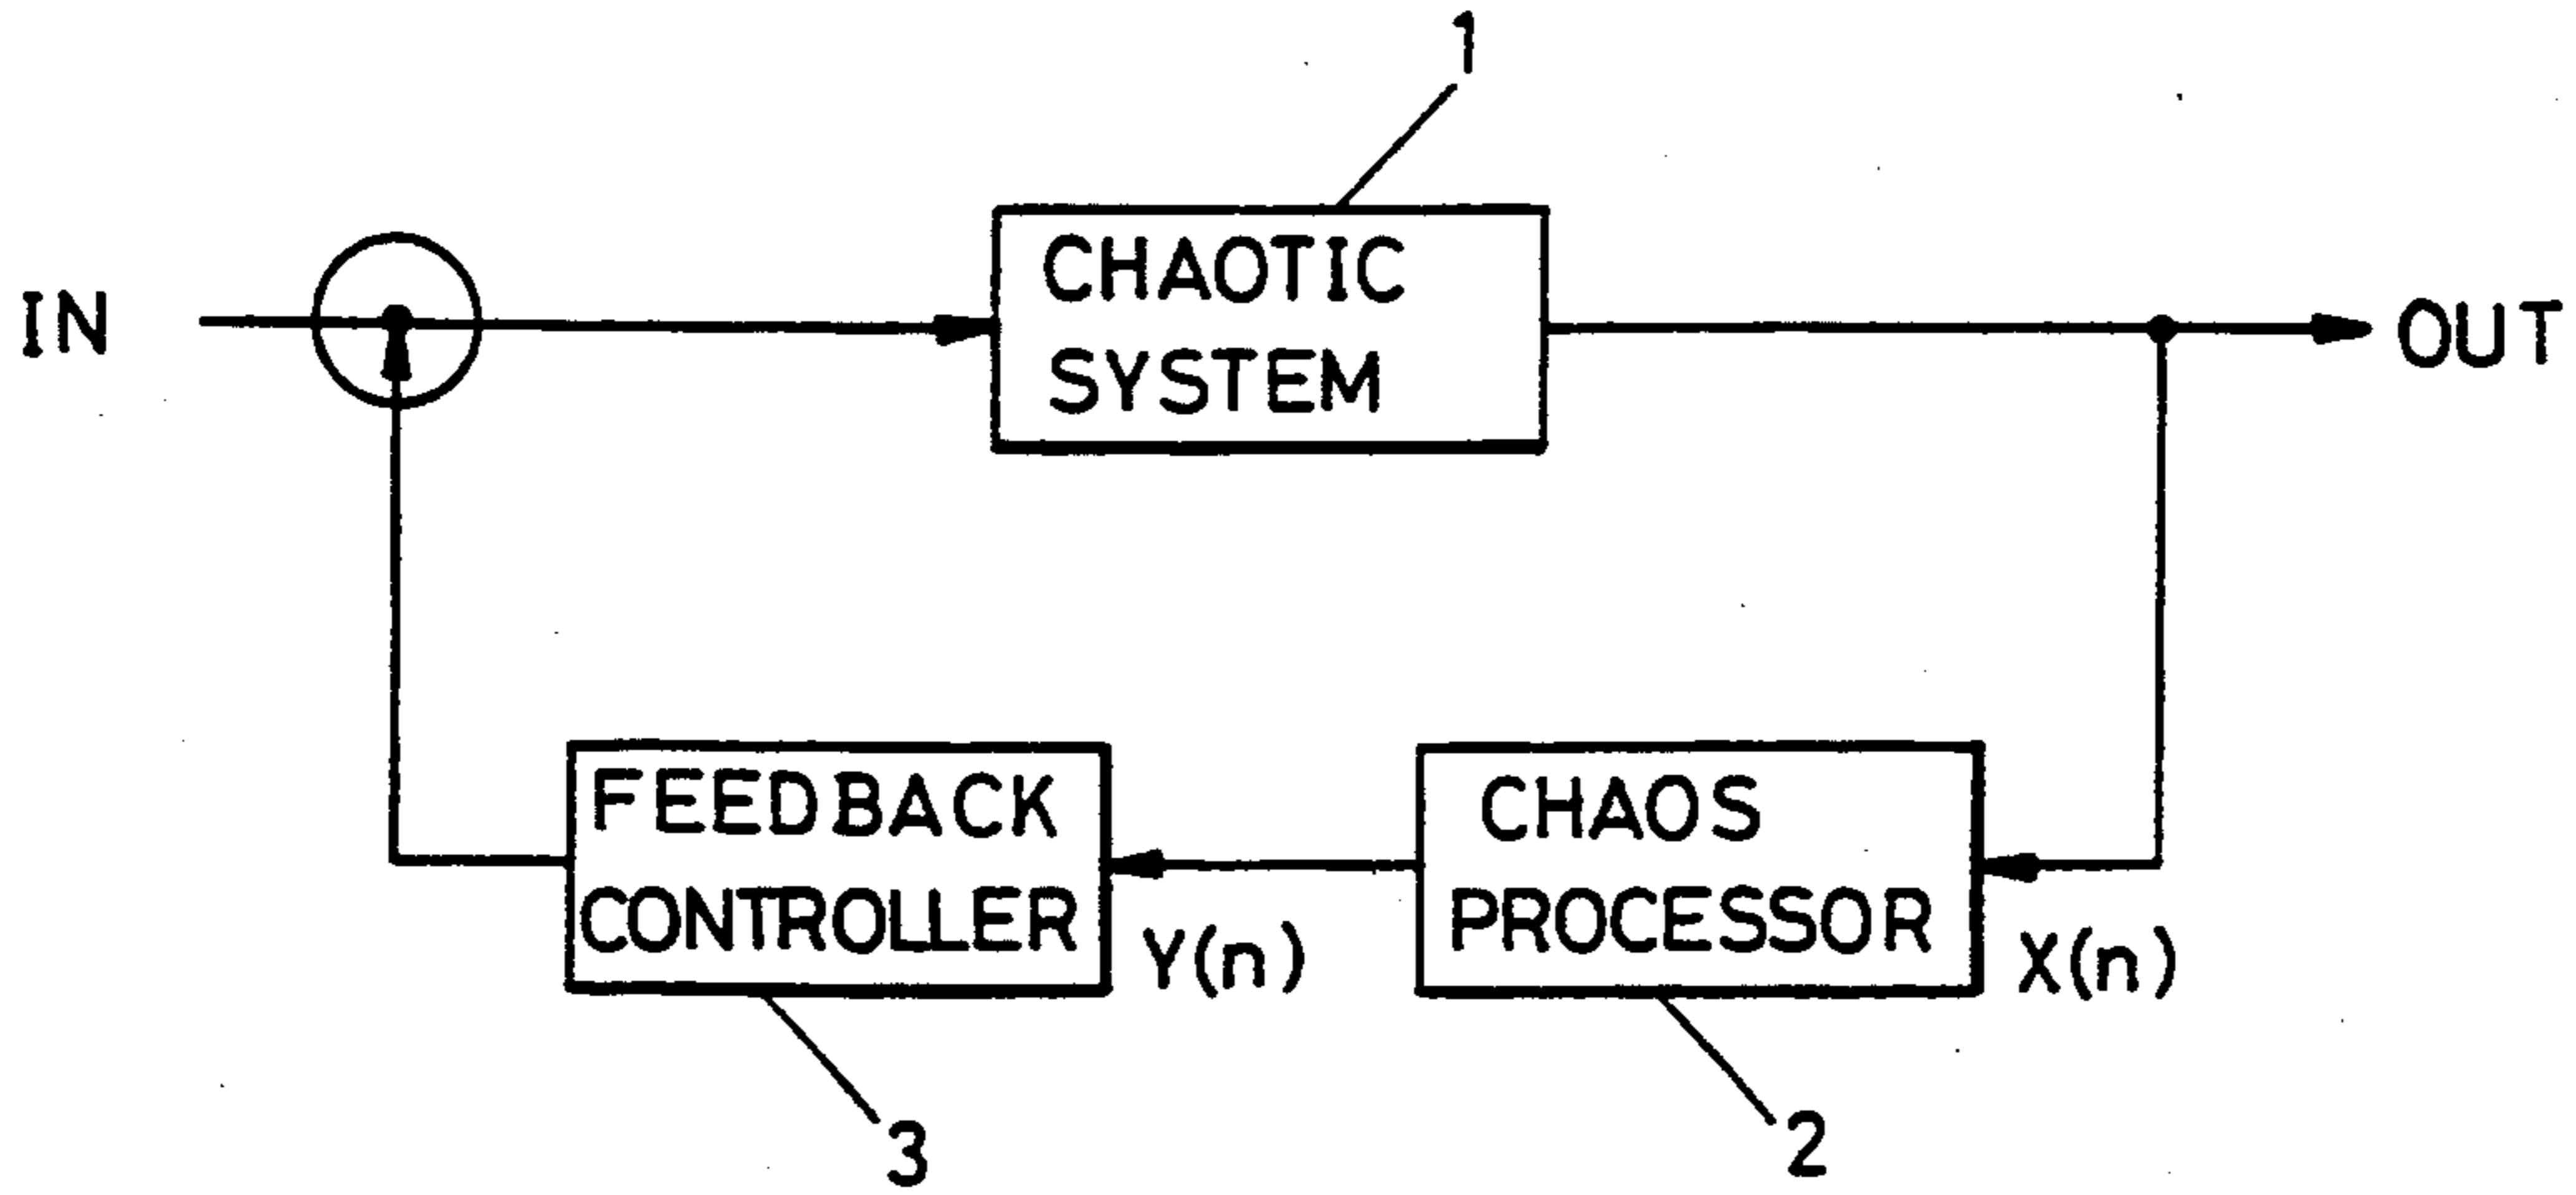 1
IN
CHAOTIC
SYSTEM
OUT
FEEDBACK
CONTROLLER
Y(n)
CHAOS
PROCESSOR
X(n)
3
2